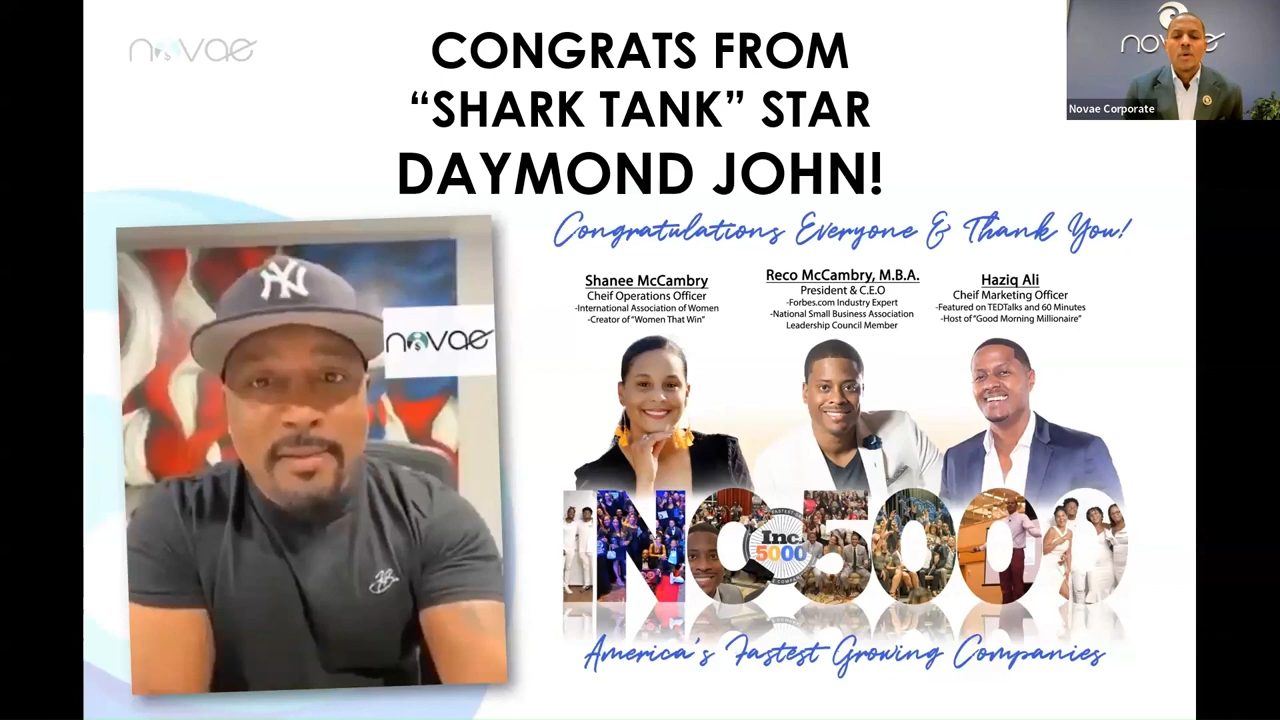 novae
CONGRATS FROM
“SHARK TANK” STAR
DAYMOND JOHN!
novae
Novae Corporate
Congratulations Everyone & Thank You!
Shanee McCambry
Cheif Operations Officer
-International Association of Women
-Creator of “Women That Win”
Reco McCambry, M.B.A.
President & C.E.O
-Forbes.com Industry Expert
-National Small Business Association
Leadership Council Member
Haziq Ali
Cheif Marketing Officer
-Featured on TEDTalks and 60 Minutes
-Host of “Good Morning Millionaire”
NY
novae
INC5000
Inc.
5000
America's Fastest Growing Companies